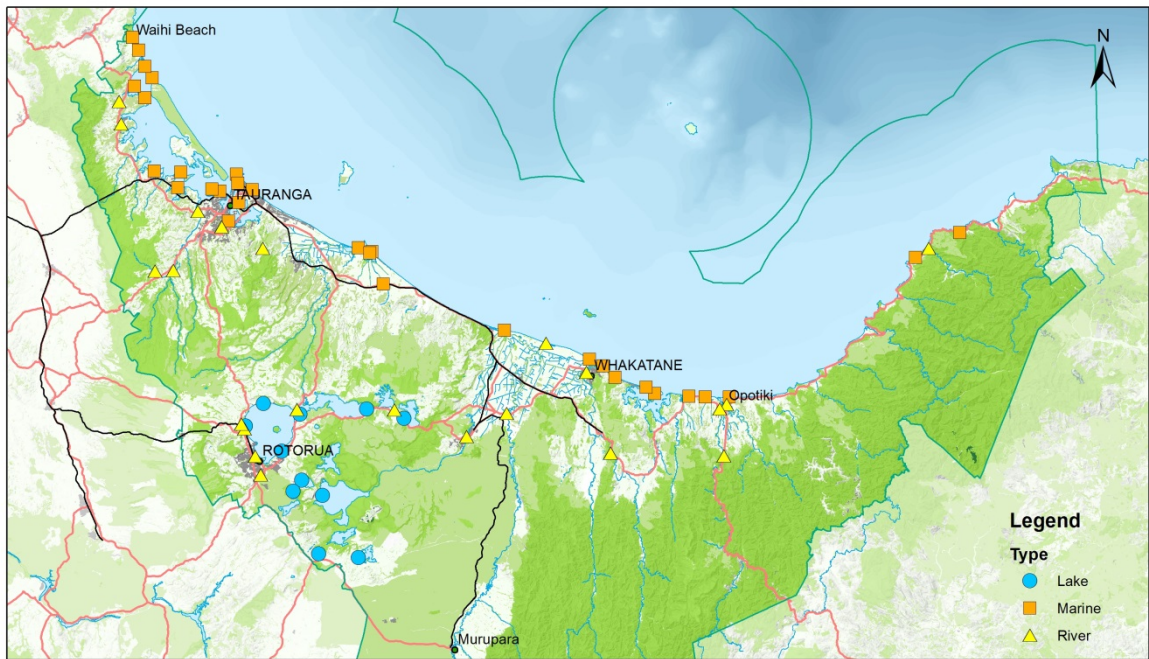 Waihi Beach
N
TAURANGA
WHAKATANE
Opotiki
ROTORUA
Murupara
Legend
Type
Lake
Marine
River